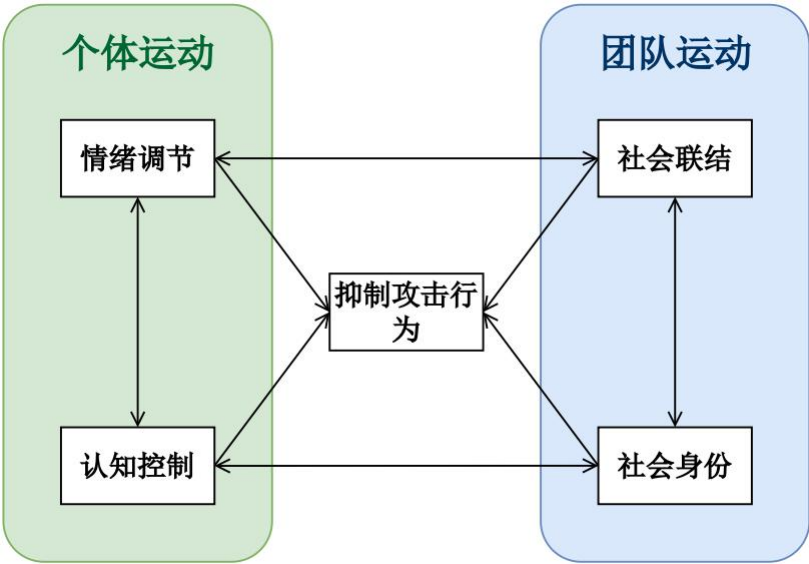 个体运动
团队运动
情绪调节
社会联结
抑制攻击行
为
认知控制
社会身份